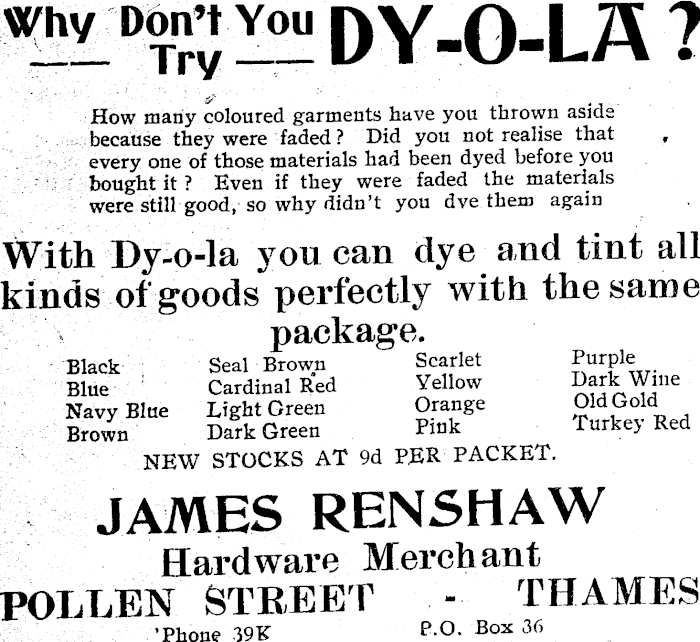 Why Don't You
Try DY-O-LA?
How many coloured garments have you thrown aside
because they were faded? Did you not realise that
every one of those materials had been dyed before you
bought it? Even if they were faded the materials
were still good, so why didn't you dye them again
With Dy-o-la you can dye and tint all
kinds of goods perfectly with the same
package.
Black Seal Brown Scarlet Purple
Blue Cardinal Red Yellow Dark Wine
Navy Blue Light Green Orange Old Gold
Brown Dark Green Pink Turkey Red
NEW STOCKS AT 9d PER PACKET.
JAMES RENSHAW
Hardware Merchant
POLLEN STREET - THAMES
'Phone 39K P.O. Box 36